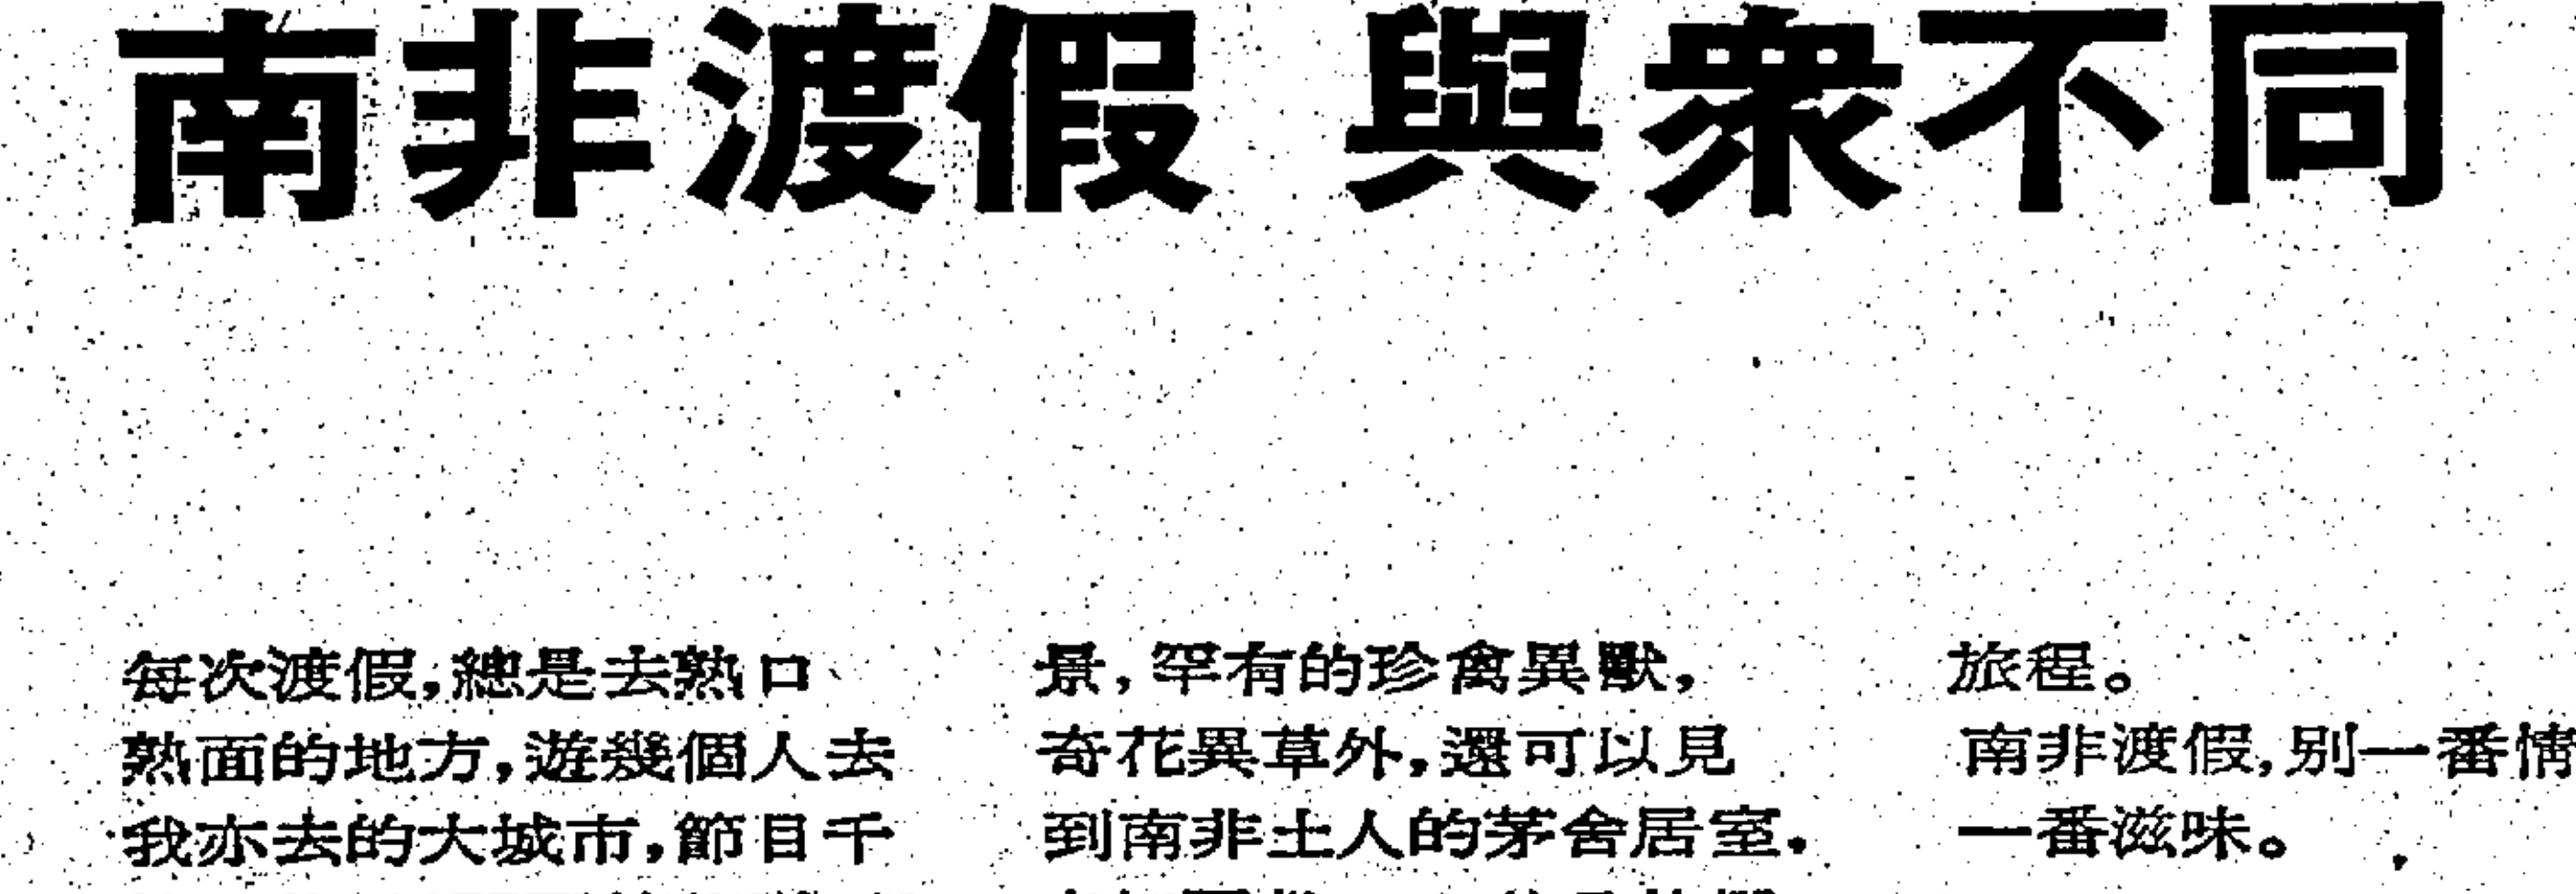 南非渡假 與衆不同
每次渡假,總是去熟口
熟面的地方,遊幾個人去
我亦去的大城市,節目千
景,罕有的珍禽異獸,
奇花異草外,還可以見
到南非土人的茅舍居室,
旅程。
南非渡假,别一番情
一番滋味。